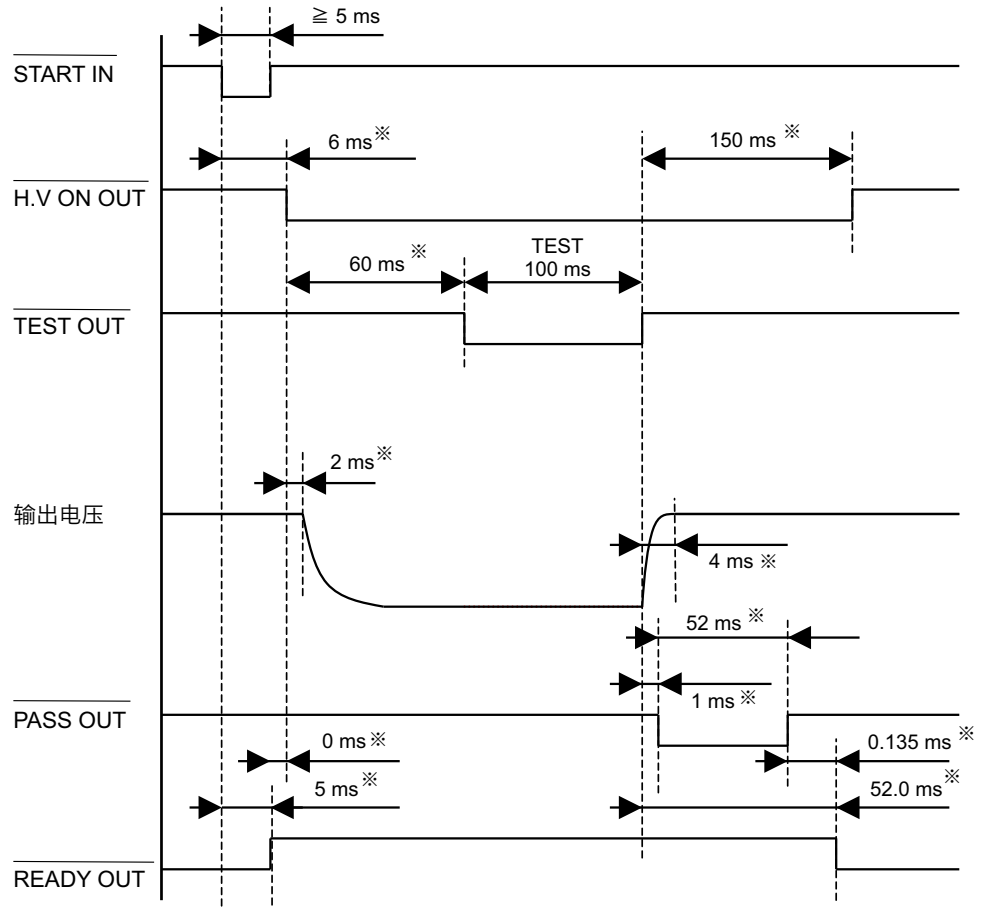 ≧ 5 ms
START IN
6 ms※
150 ms ※
H.V ON OUT
60 ms ※
TEST
100 ms
TEST OUT
2 ms※
输出电压
4 ms ※
52 ms ※
1 ms※
PASS OUT
0 ms※
0.135 ms ※
5 ms※
52.0 ms※
READY OUT